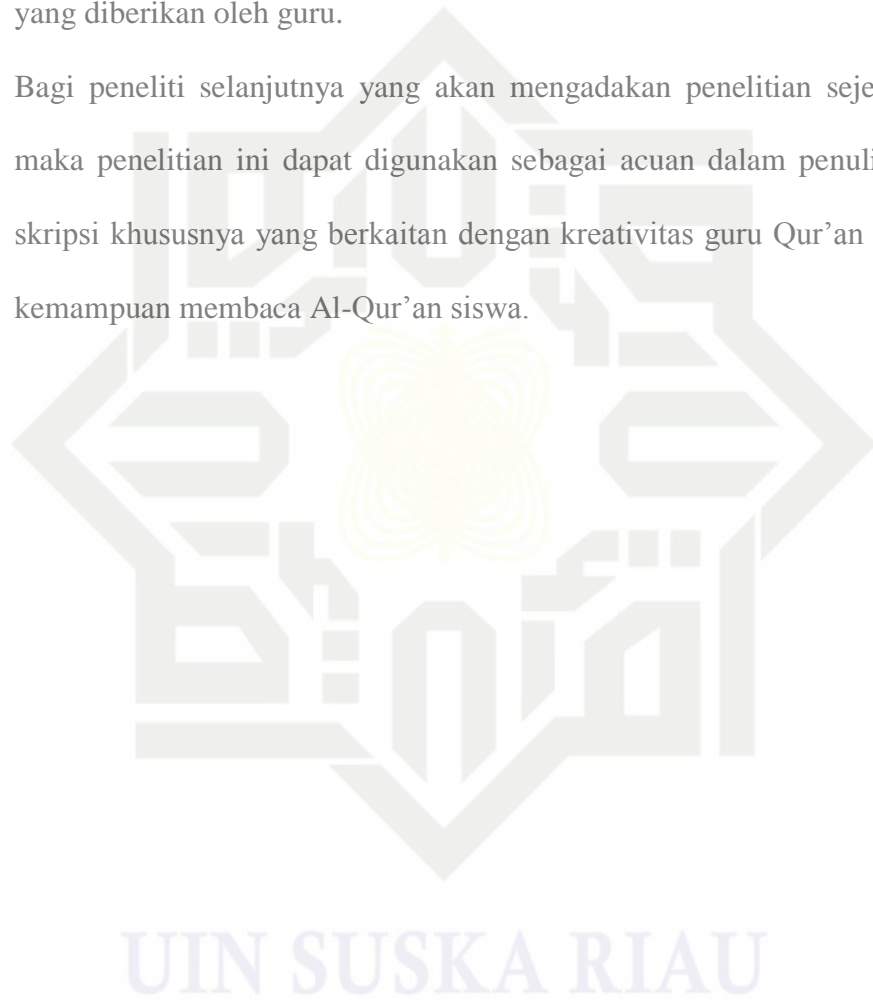 yang diberikan oleh guru.
Bagi peneliti selanjutnya yang akan mengadakan penelitian seje
maka penelitian ini dapat digunakan sebagai acuan dalam penuli
skripsi khususnya yang berkaitan dengan kreativitas guru Qur’an
kemampuan membaca Al-Qur’an siswa.
UIN SUSKA RIAU